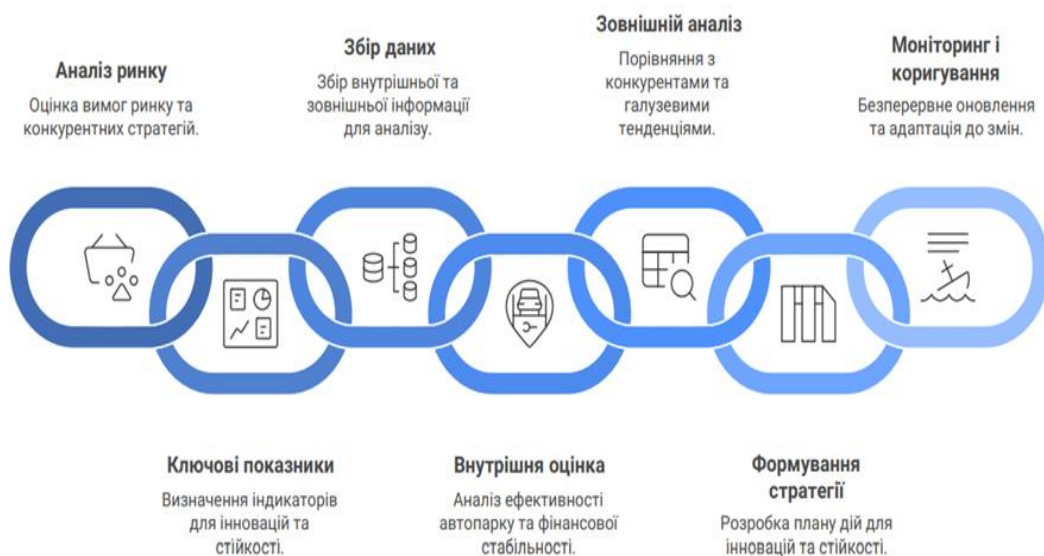 Аналіз ринку
Оцінка вимог ринку та
конкурентних стратегій.
Ключові показники
Визначення індикаторів
для інновацій та
стійкості.
Збір даних
Збір внутрішньої та
зовнішньої інформації
для аналізу.
Внутрішня оцінка
Аналіз ефективності
автопарку та фінансової
стабільності.
Зовнішній аналіз
Порівняння з
конкурентами та
галузевими
тенденціями.
Формування
стратегії
Розробка плану дій для
інновацій та стійкості.
Моніторинг і
коригування
Безперервне оновлення
та адаптація до змін.